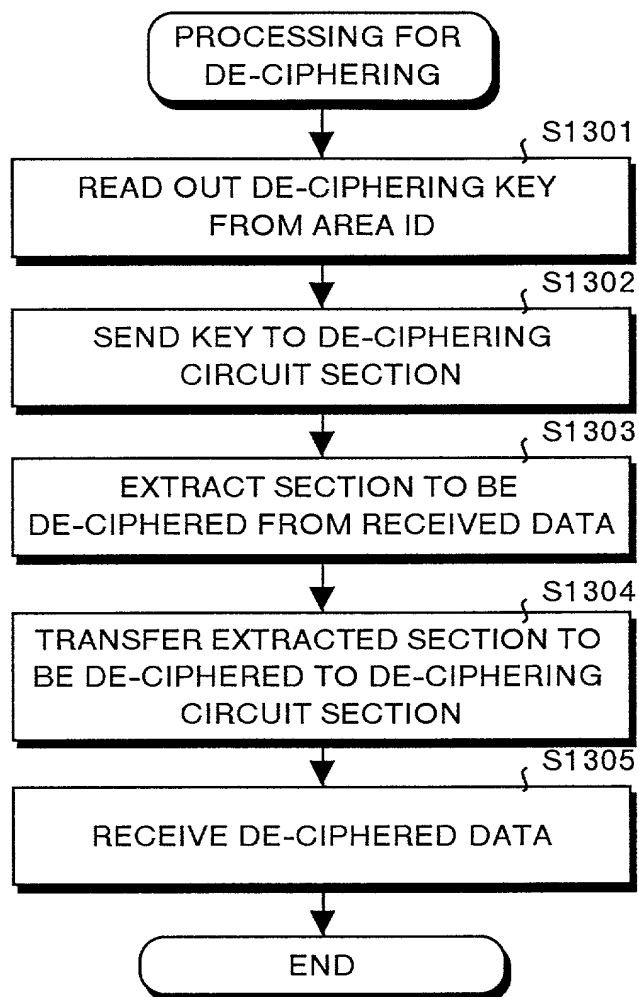 PROCESSING FOR
DE-CIPHERING
S1301
READ OUT DE-CIPHERING KEY
FROM AREA ID
S1302
SEND KEY TO DE-CIPHERING
CIRCUIT SECTION
S1303
EXTRACT SECTION TO BE
DE-CIPHERED FROM RECEIVED DATA
S1304
TRANSFER EXTRACTED SECTION TO
BE DE-CIPHERED TO DE-CIPHERING
CIRCUIT SECTION
S1305
RECEIVE DE-CIPHERED DATA
END